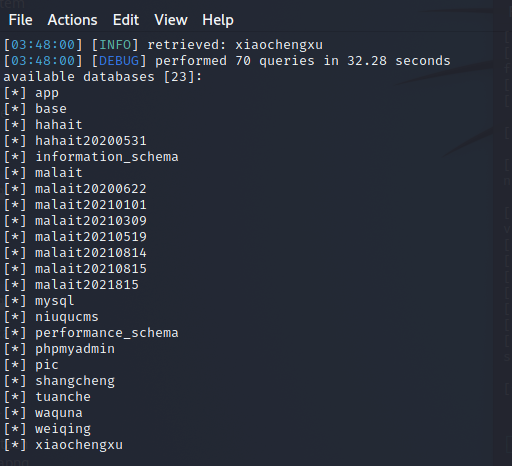 File Actions Edit View Help
[03:48:00] [INFO] retrieved: xiaochengxu
[03:48:00] [DEBUG] performed 70 queries in 32.28 seconds
available databases [23]:
[*] app
[*] base
[*] hahait
[*] hahait20200531
[*] information_schema
[*] malait
[*] malait20200622
[*] malait20210101
[*] malait20210309
[*] malait20210519
[*] malait20210814
[*] malait20210815
[*] malait2021815
[*] mysql
[*] niuqucms
[*] performance_schema
[*] phpmyadmin
[*] pic
[*] shangcheng
[*] tuanche
[*] waquna
[*] weiqing
[*] xiaochengxu